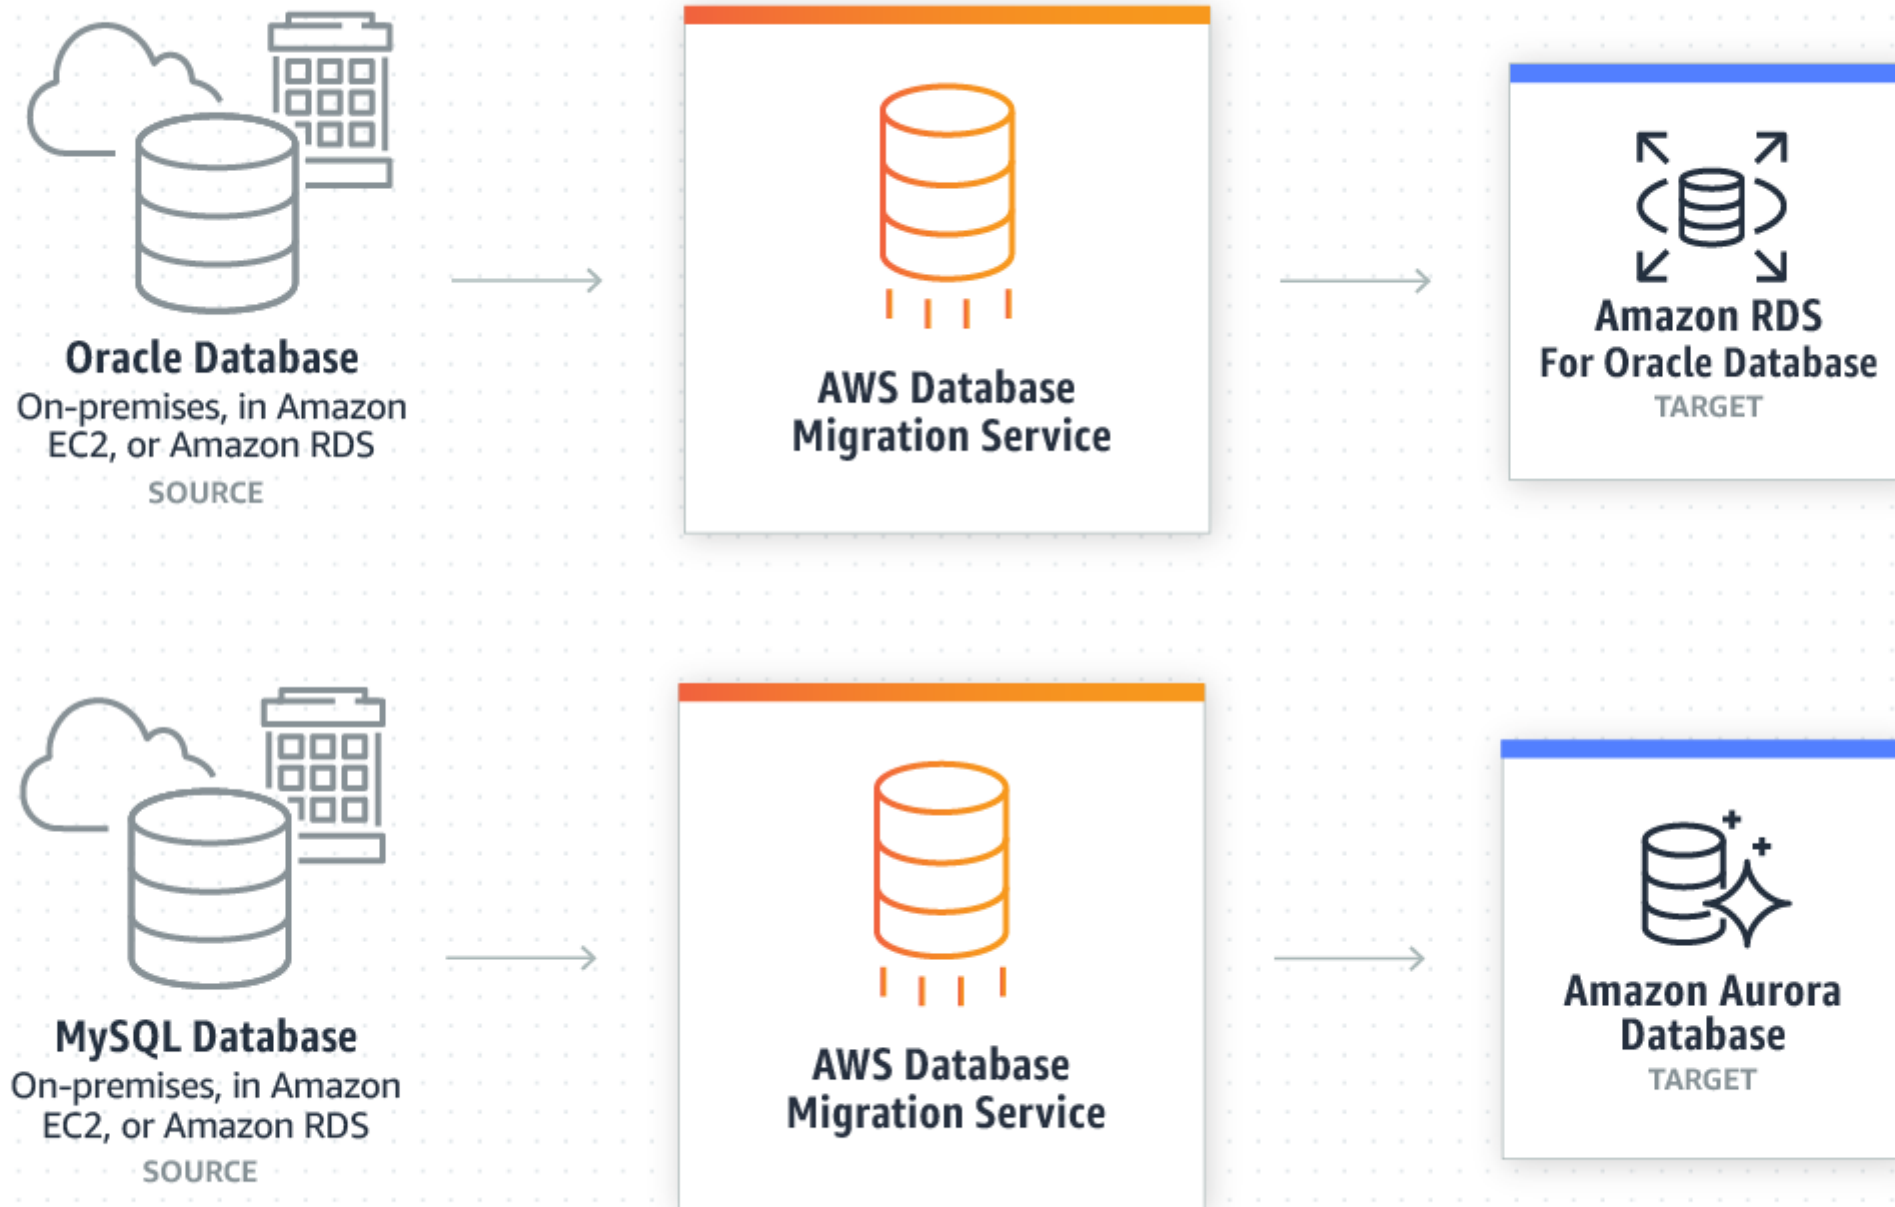 Oracle Database
On-premises, in Amazon
EC2, or Amazon RDS
SOURCE
AWS Database
Migration Service
Amazon RDS
For Oracle Database
TARGET
MySQL Database
On-premises, in Amazon
EC2, or Amazon RDS
SOURCE
AWS Database
Migration Service
Amazon Aurora
Database
TARGET